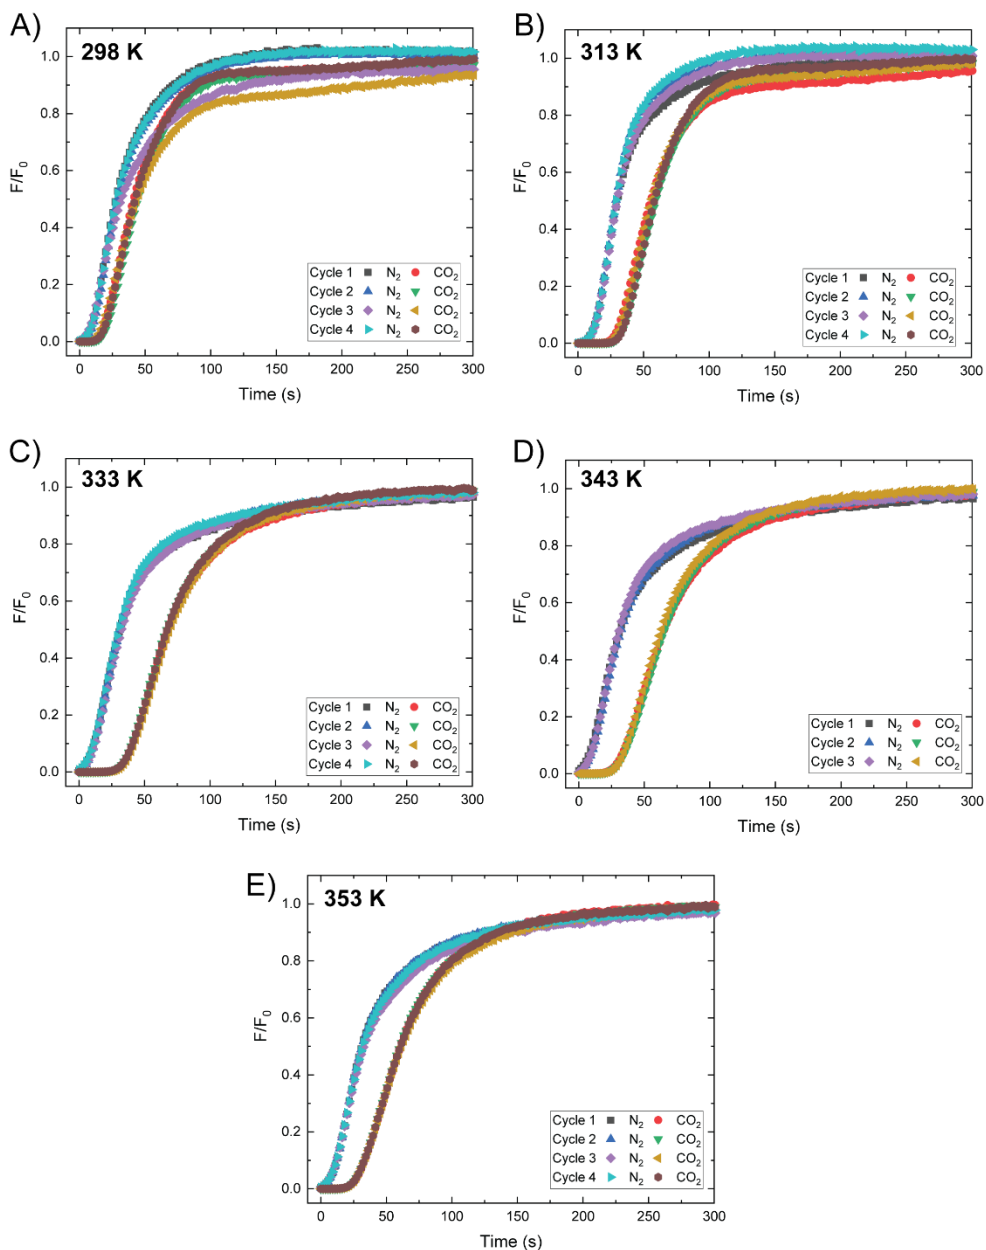 A)
298 K
F/F₀
1.0
0.8
0.6
0.4
0.2
0.0
Cycle 1 N₂ CO₂
Cycle 2 N₂ CO₂
Cycle 3 N₂ CO₂
Cycle 4 N₂ CO₂
0 50 100 150 200 250 300
Time (s)
B)
313 K
F/F₀
1.0
0.8
0.6
0.4
0.2
0.0
Cycle 1 N₂ CO₂
Cycle 2 N₂ CO₂
Cycle 3 N₂ CO₂
Cycle 4 N₂ CO₂
0 50 100 150 200 250 300
Time (s)
C)
333 K
F/F₀
1.0
0.8
0.6
0.4
0.2
0.0
Cycle 1 N₂ CO₂
Cycle 2 N₂ CO₂
Cycle 3 N₂ CO₂
Cycle 4 N₂ CO₂
0 50 100 150 200 250 300
Time (s)
D)
343 K
F/F₀
1.0
0.8
0.6
0.4
0.2
0.0
Cycle 1 N₂ CO₂
Cycle 2 N₂ CO₂
Cycle 3 N₂ CO₂
0 50 100 150 200 250 300
Time (s)
E)
353 K
F/F₀
1.0
0.8
0.6
0.4
0.2
0.0
Cycle 1 N₂ CO₂
Cycle 2 N₂ CO₂
Cycle 3 N₂ CO₂
Cycle 4 N₂ CO₂
0 50 100 150 200 250 300
Time (s)